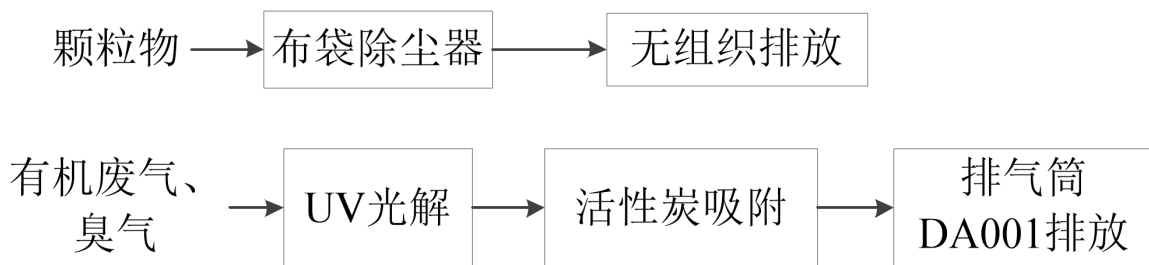 颗粒物
布袋除尘器
无组织排放
有机废气、
臭气
UV光解
活性炭吸附
排气筒
DA001排放